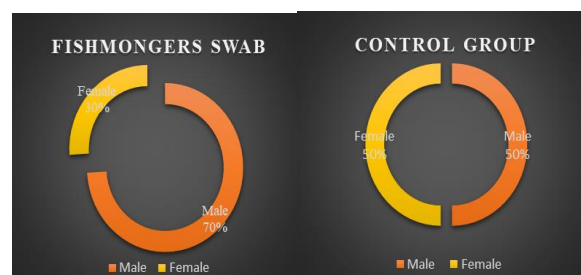 FISHMONGERS SWAB
Female
30%
Male
70%
Male Female
CONTROL GROUP
Female
50%
Male
50%
Male Female